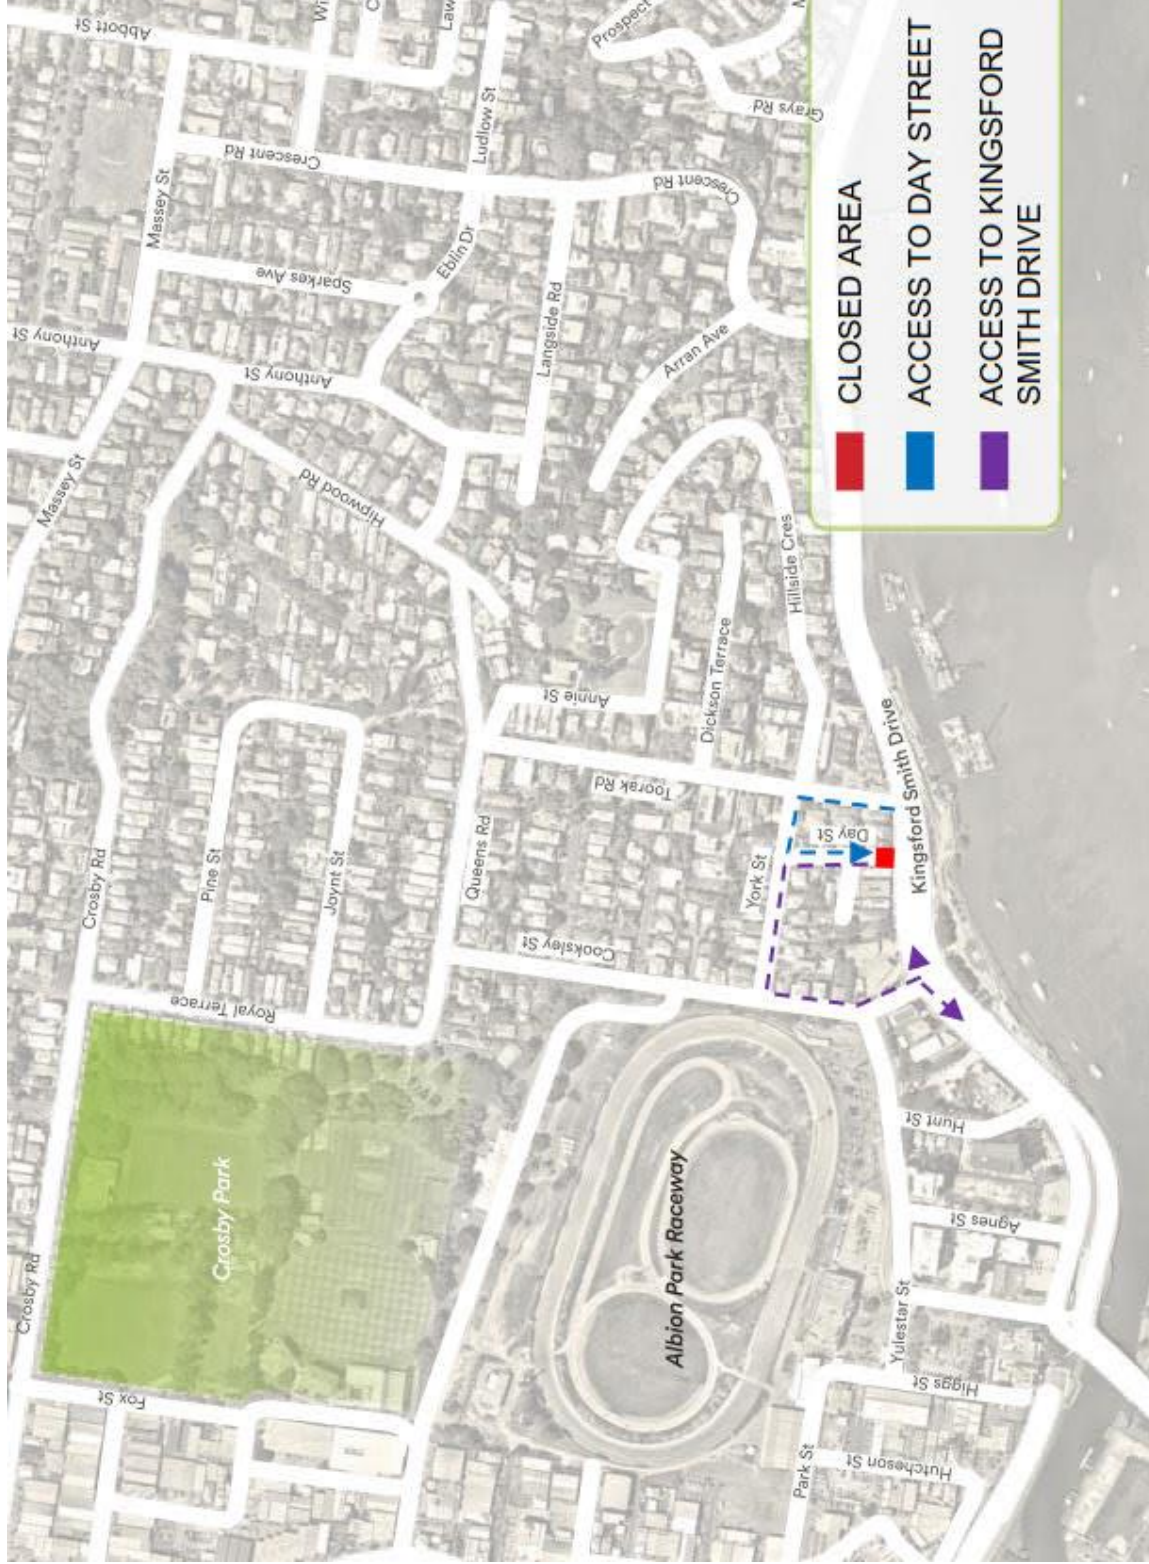 Crosby Rd
Crosby Rd
Massey St
Massey St
Abbott St
Anthony St
Anthony St
Sparkes Ave
Crescent Rd
Crescent Rd
Wi
C
Law
Ludlow St
Prospect
Grays Rd
Eblin Dr
Langside Rd
Arran Ave
Hipwood Rd
Pine St
Joynt St
Royal Terrace
Crosby Park
Fox St
Queens Rd
Annie St
Toorak Rd
Dickson Terrace
Hillside Cres
Cooksley St
York St
Day St
Kingsford Smith Drive
Albion Park Raceway
Hunt St
Agnes St
Yulestar St
Higgs St
Park St
Hutcheson St
CLOSED AREA
ACCESS TO DAY STREET
ACCESS TO KINGSFORD
SMITH DRIVE